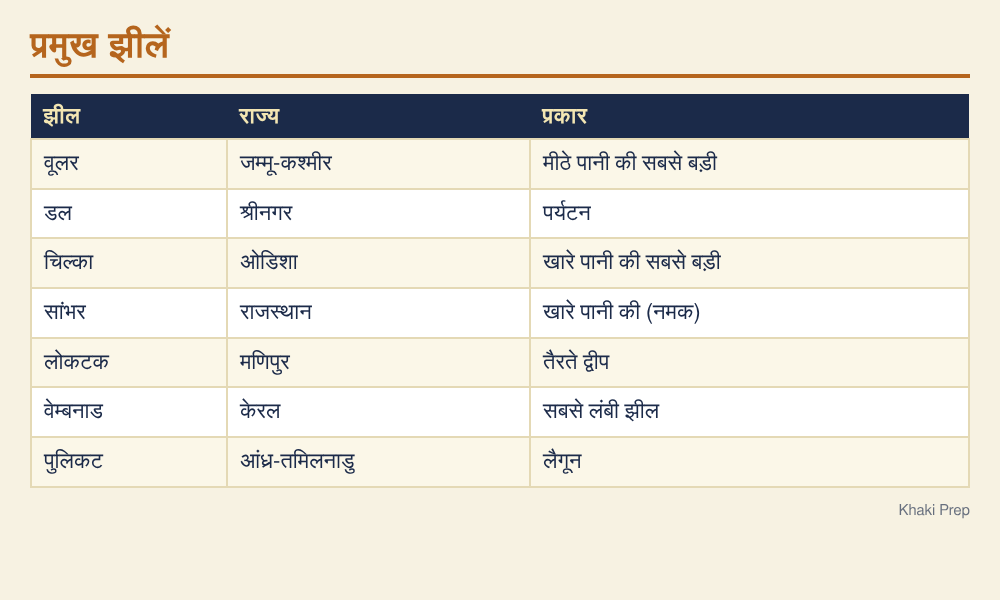 प्रमुख झीलें
झील राज्य प्रकार
वूलर जम्मू-कश्मीर मीठे पानी की सबसे बड़ी
डल श्रीनगर पर्यटन
चिल्का ओडिशा खारे पानी की सबसे बड़ी
सांभर राजस्थान खारे पानी की (नमक)
लोकटक मणिपुर तैरते द्वीप
वेम्बनाड केरल सबसे लंबी झील
पुलिकट आंध्र-तमिलनाडु लैगून
Khaki Prep